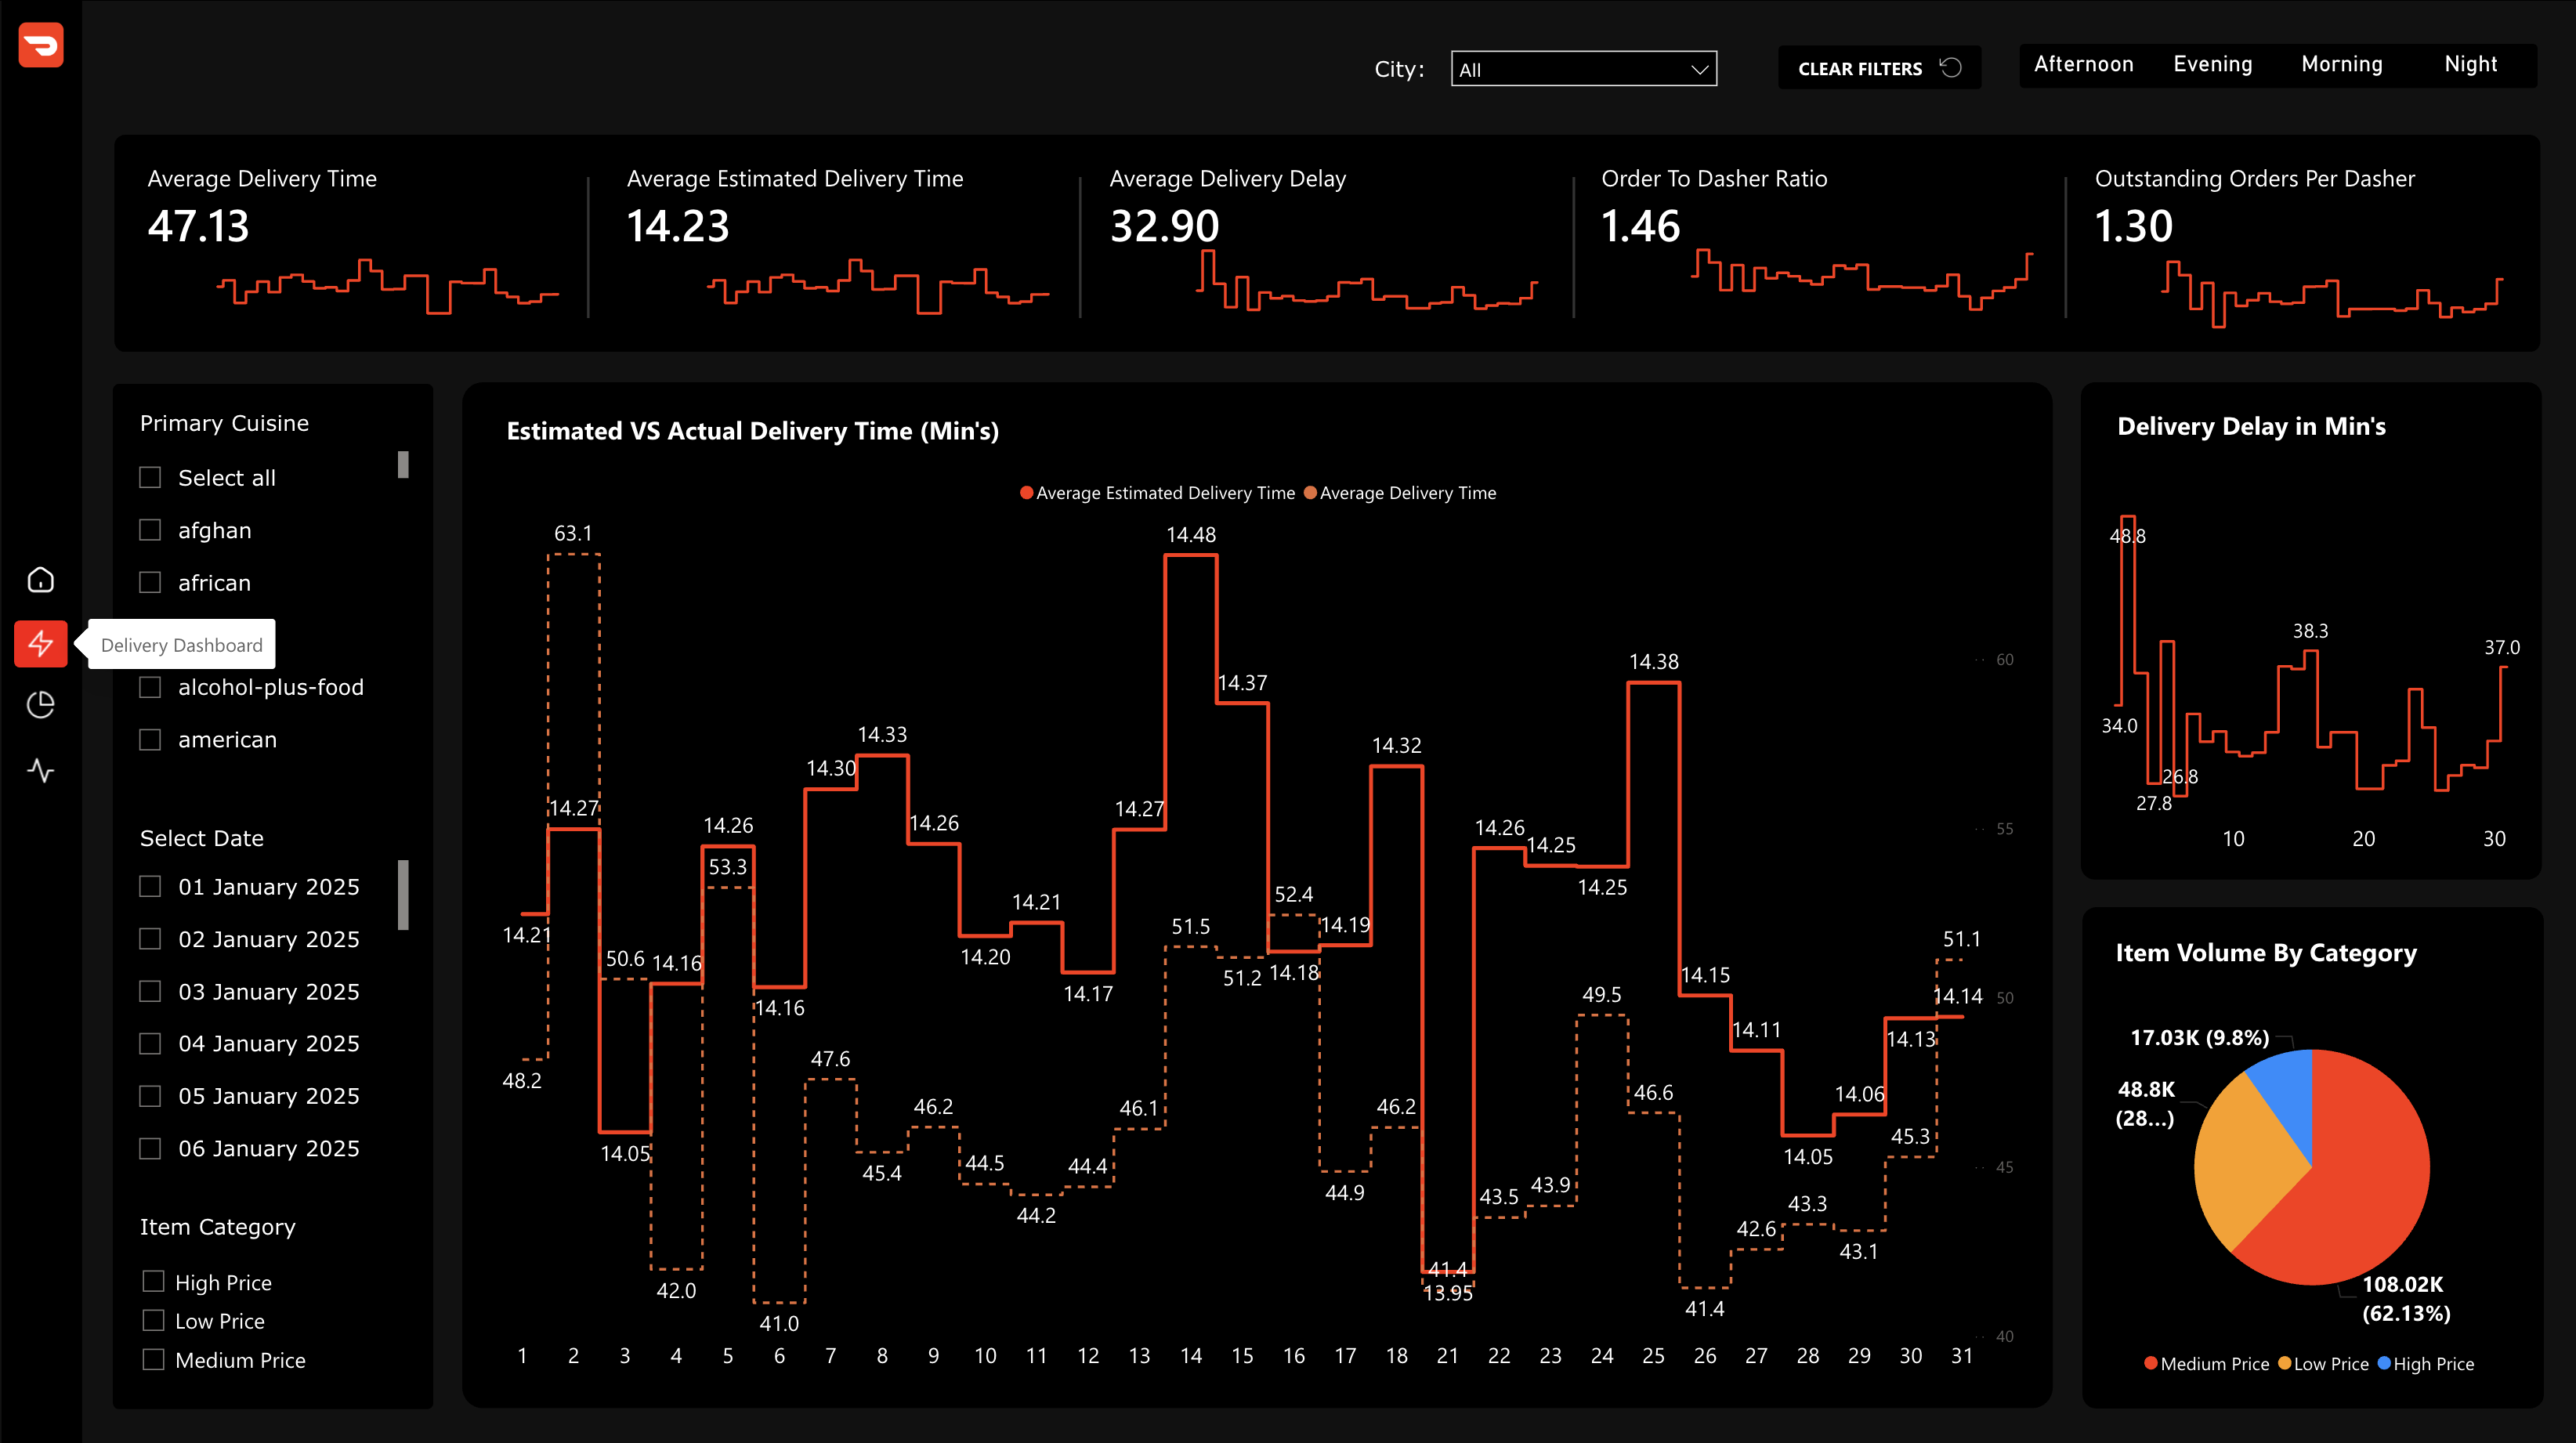 City:
All
CLEAR FILTERS
Afternoon Evening Morning Night
Average Delivery Time
47.13
Average Estimated Delivery Time
14.23
Average Delivery Delay
32.90
Order To Dasher Ratio
1.46
Outstanding Orders Per Dasher
1.30
Primary Cuisine
Select all
afghan
african
Delivery Dashboard
alcohol-plus-food
american
Select Date
01 January 2025
02 January 2025
03 January 2025
04 January 2025
05 January 2025
06 January 2025
Item Category
High Price
Low Price
Medium Price
Estimated VS Actual Delivery Time (Min's)
Average Estimated Delivery Time Average Delivery Time
14.21
14.27
14.05
14.16
14.26
14.16
14.30
14.33
14.26
14.20
14.21
14.17
14.27
14.48
14.37
14.18
14.19
14.32
13.95
14.26
14.25
14.25
14.38
14.15
14.11
14.05
14.06
14.13
14.14
48.2
63.1
50.6
42.0
53.3
41.0
47.6
45.4
46.2
44.5
44.2
44.4
46.1
51.5
51.2
52.4
44.9
46.2
41.4
43.5
43.9
49.5
46.6
41.4
42.6
43.3
43.1
45.3
51.1
60
55
50
45
40
1 2 3 4 5 6 7 8 9 10 11 12 13 14 15 16 17 18 21 22 23 24 25 26 27 28 29 30 31
Delivery Delay in Min's
48.8
34.0
27.8
26.8
38.3
37.0
10 20 30
Item Volume By Category
17.03K (9.8%)
48.8K
(28...)
108.02K
(62.13%)
Medium Price Low Price High Price